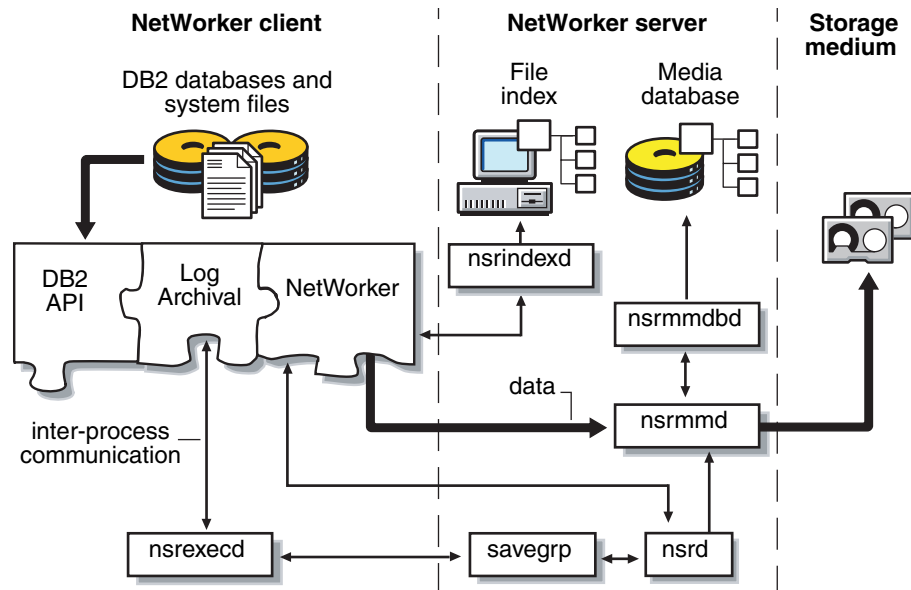 NetWorker client
NetWorker server
Storage
medium
DB2 databases and
system files
File
index
Media
database
DB2
API
Log
Archival
NetWorker
nsrindexd
nsrmmdbd
data
nsrmmd
inter-process
communication
nsrexecd
savegrp
nsrd